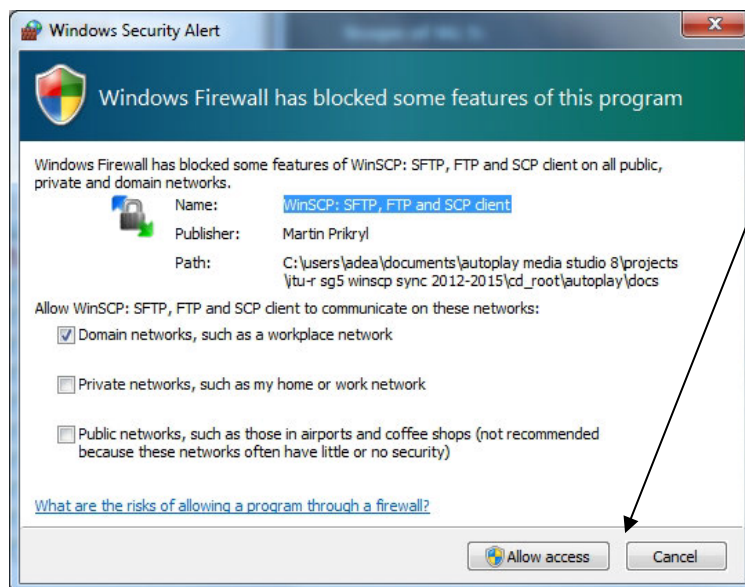 Windows Security Alert
Windows Firewall has blocked some features of this program
Windows Firewall has blocked some features of WinSCP: SFTP, FTP and SCP client on all public,
private and domain networks.
Name: WinSCP: SFTP, FTP and SCP client
Publisher: Martin Prikryl
Path: C:\users\adea\documents\autoplay media studio 8\projects
\itu-r sg5 winscp sync 2012-2015\cd_root\autoplay\docs
Allow WinSCP: SFTP, FTP and SCP client to communicate on these networks:
Domain networks, such as a workplace network
Private networks, such as my home or work network
Public networks, such as those in airports and coffee shops (not recommended
because these networks often have little or no security)
What are the risks of allowing a program through a firewall?
Allow access Cancel